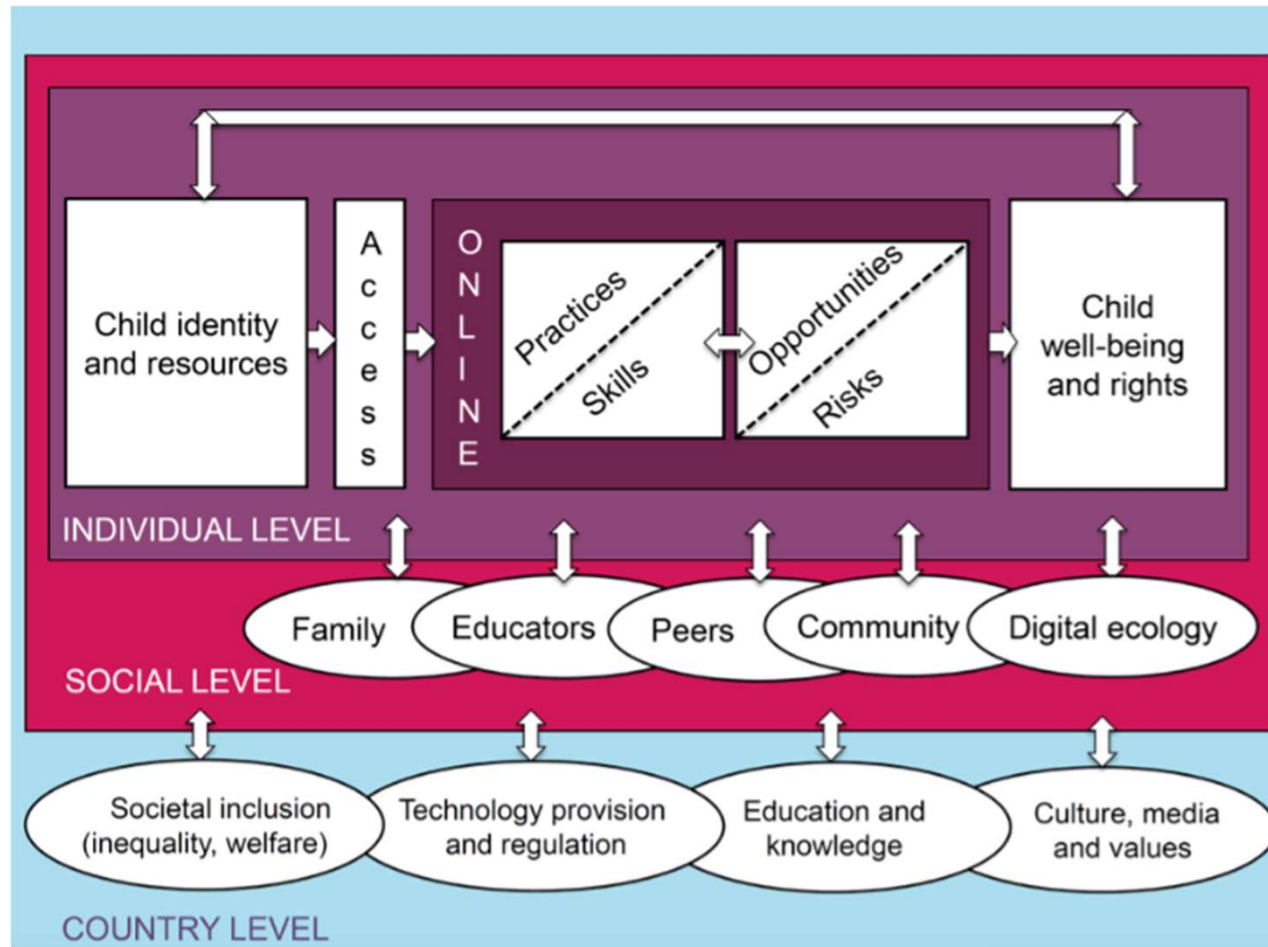 Child identity
and resources
Access
ONLINE
Practices
Skills
Opportunities
Risks
Child
well-being
and rights
INDIVIDUAL LEVEL
Family
Educators
Peers
Community
Digital ecology
SOCIAL LEVEL
Societal inclusion
(inequality, welfare)
Technology provision
and regulation
Education and
knowledge
Culture, media
and values
COUNTRY LEVEL